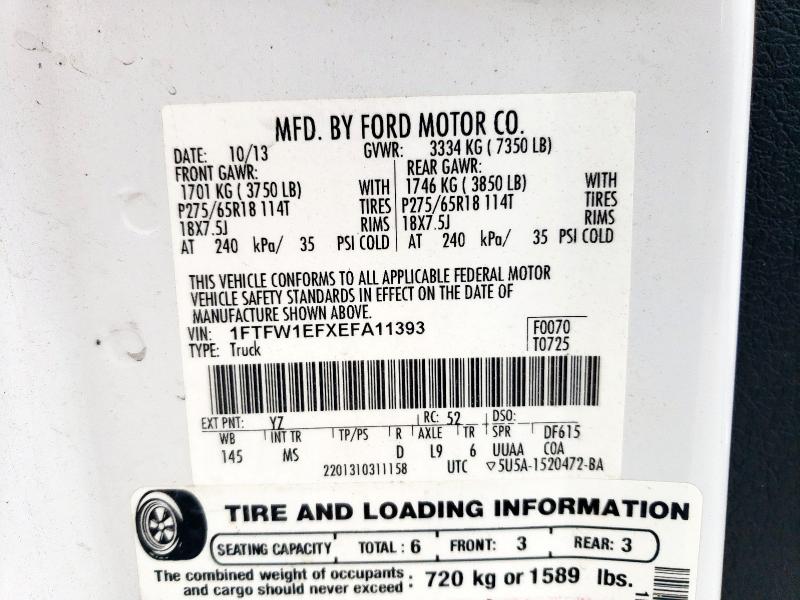 MFD. BY FORD MOTOR CO.
DATE: 10/13 GVWR: 3334 KG ( 7350 LB)
FRONT GAWR: REAR GAWR:
1701 KG ( 3750 LB) WITH 1746 KG ( 3850 LB) WITH
P275/65R18 114T TIRES P275/65R18 114T TIRES
18X7.5J RIMS 18X7.5J RIMS
AT 240 kPa/ 35 PSI COLD AT 240 kPa/ 35 PSI COLD
THIS VEHICLE CONFORMS TO ALL APPLICABLE FEDERAL MOTOR
VEHICLE SAFETY STANDARDS IN EFFECT ON THE DATE OF
MANUFACTURE SHOWN ABOVE.
VIN: 1FTFW1EFXEFA11393 F0070
TYPE: Truck T0725
EXT PNT: YZ RC: 52 DSO:
WB INT TR TP/PS R AXLE TR SPR DF615
145 MS D L9 6 UUAA COA
2201310311158 UTC ▽5U5A-1520472-BA
TIRE AND LOADING INFORMATION
SEATING CAPACITY TOTAL : 6 FRONT: 3 REAR: 3
The combined weight of occupants
and cargo should never exceed : 720 kg or 1589 lbs.